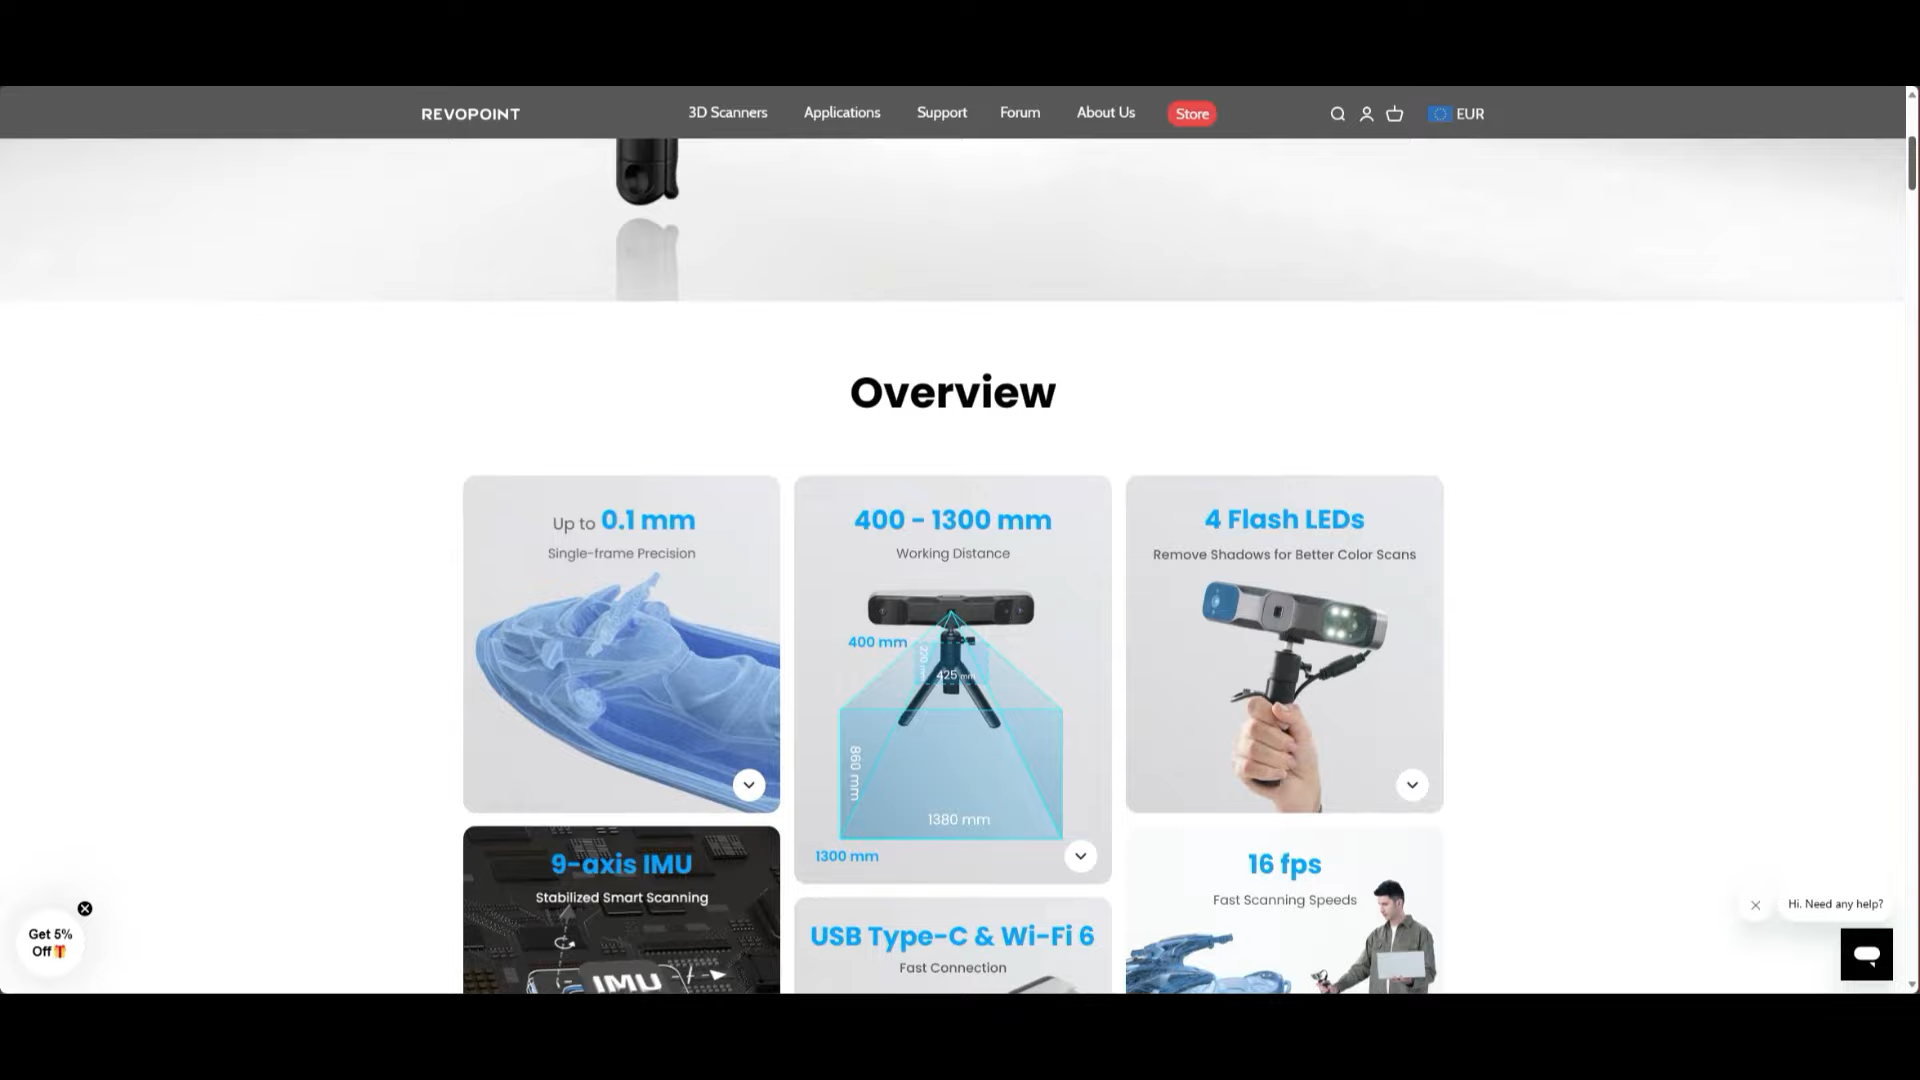 REVOPOINT
3D Scanners
Applications
Support
Forum
About Us
Store
EUR
Overview
Up to 0.1 mm
Single-frame Precision
400 - 1300 mm
Working Distance
400 mm
220 mm
425 mm
860 mm
1380 mm
1300 mm
4 Flash LEDs
Remove Shadows for Better Color Scans
9-axis IMU
Stabilized Smart Scanning
IMU
USB Type-C & Wi-Fi 6
Fast Connection
16 fps
Fast Scanning Speeds
Get 5%
Off
Hi. Need any help?